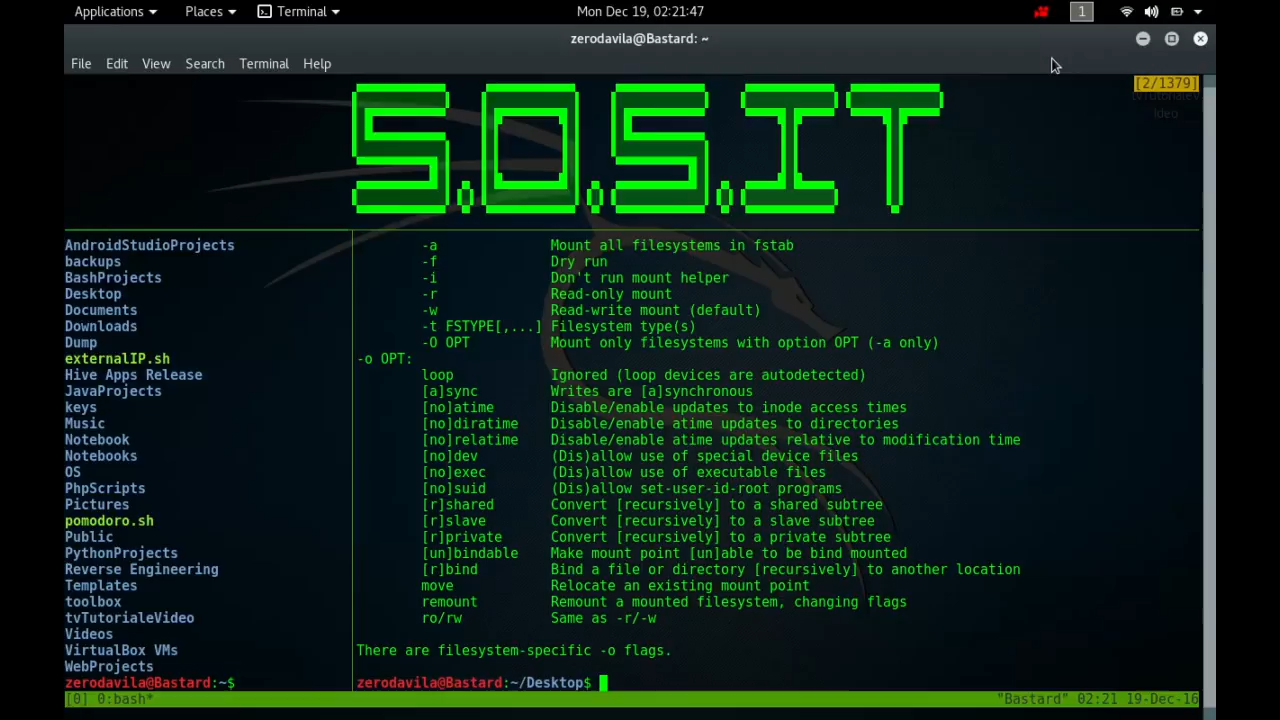 Applications Places Terminal Mon Dec 19, 02:21:47 1
zerodavila@Bastard: ~
File Edit View Search Terminal Help
[2/1379]
S.O.S.IT
AndroidStudioProjects
backups
BashProjects
Desktop
Documents
Downloads
Dump
externalIP.sh
Hive Apps Release
JavaProjects
keys
Music
Notebook
Notebooks
OS
PhpScripts
Pictures
pomodoro.sh
Public
PythonProjects
Reverse Engineering
Templates
toolbox
tvTutorialeVideo
Videos
VirtualBox VMs
WebProjects
zerodavila@Bastard:~$
-a Mount all filesystems in fstab
-f Dry run
-i Don't run mount helper
-r Read-only mount
-w Read-write mount (default)
-t FSTYPE[,...] Filesystem type(s)
-O OPT Mount only filesystems with option OPT (-a only)
-o OPT:
loop Ignored (loop devices are autodetected)
[a]sync Writes are [a]synchronous
[no]atime Disable/enable updates to inode access times
[no]diratime Disable/enable atime updates to directories
[no]relatime Disable/enable atime updates relative to modification time
[no]dev (Dis)allow use of special device files
[no]exec (Dis)allow use of executable files
[no]suid (Dis)allow set-user-id-root programs
[r]shared Convert [recursively] to a shared subtree
[r]slave Convert [recursively] to a slave subtree
[r]private Convert [recursively] to a private subtree
[un]bindable Make mount point [un]able to be bind mounted
[r]bind Bind a file or directory [recursively] to another location
move Relocate an existing mount point
remount Remount a mounted filesystem, changing flags
ro/rw Same as -r/-w
There are filesystem-specific -o flags.
zerodavila@Bastard:~/Desktop$
[0] 0:bash* "Bastard" 02:21 19-Dec-16